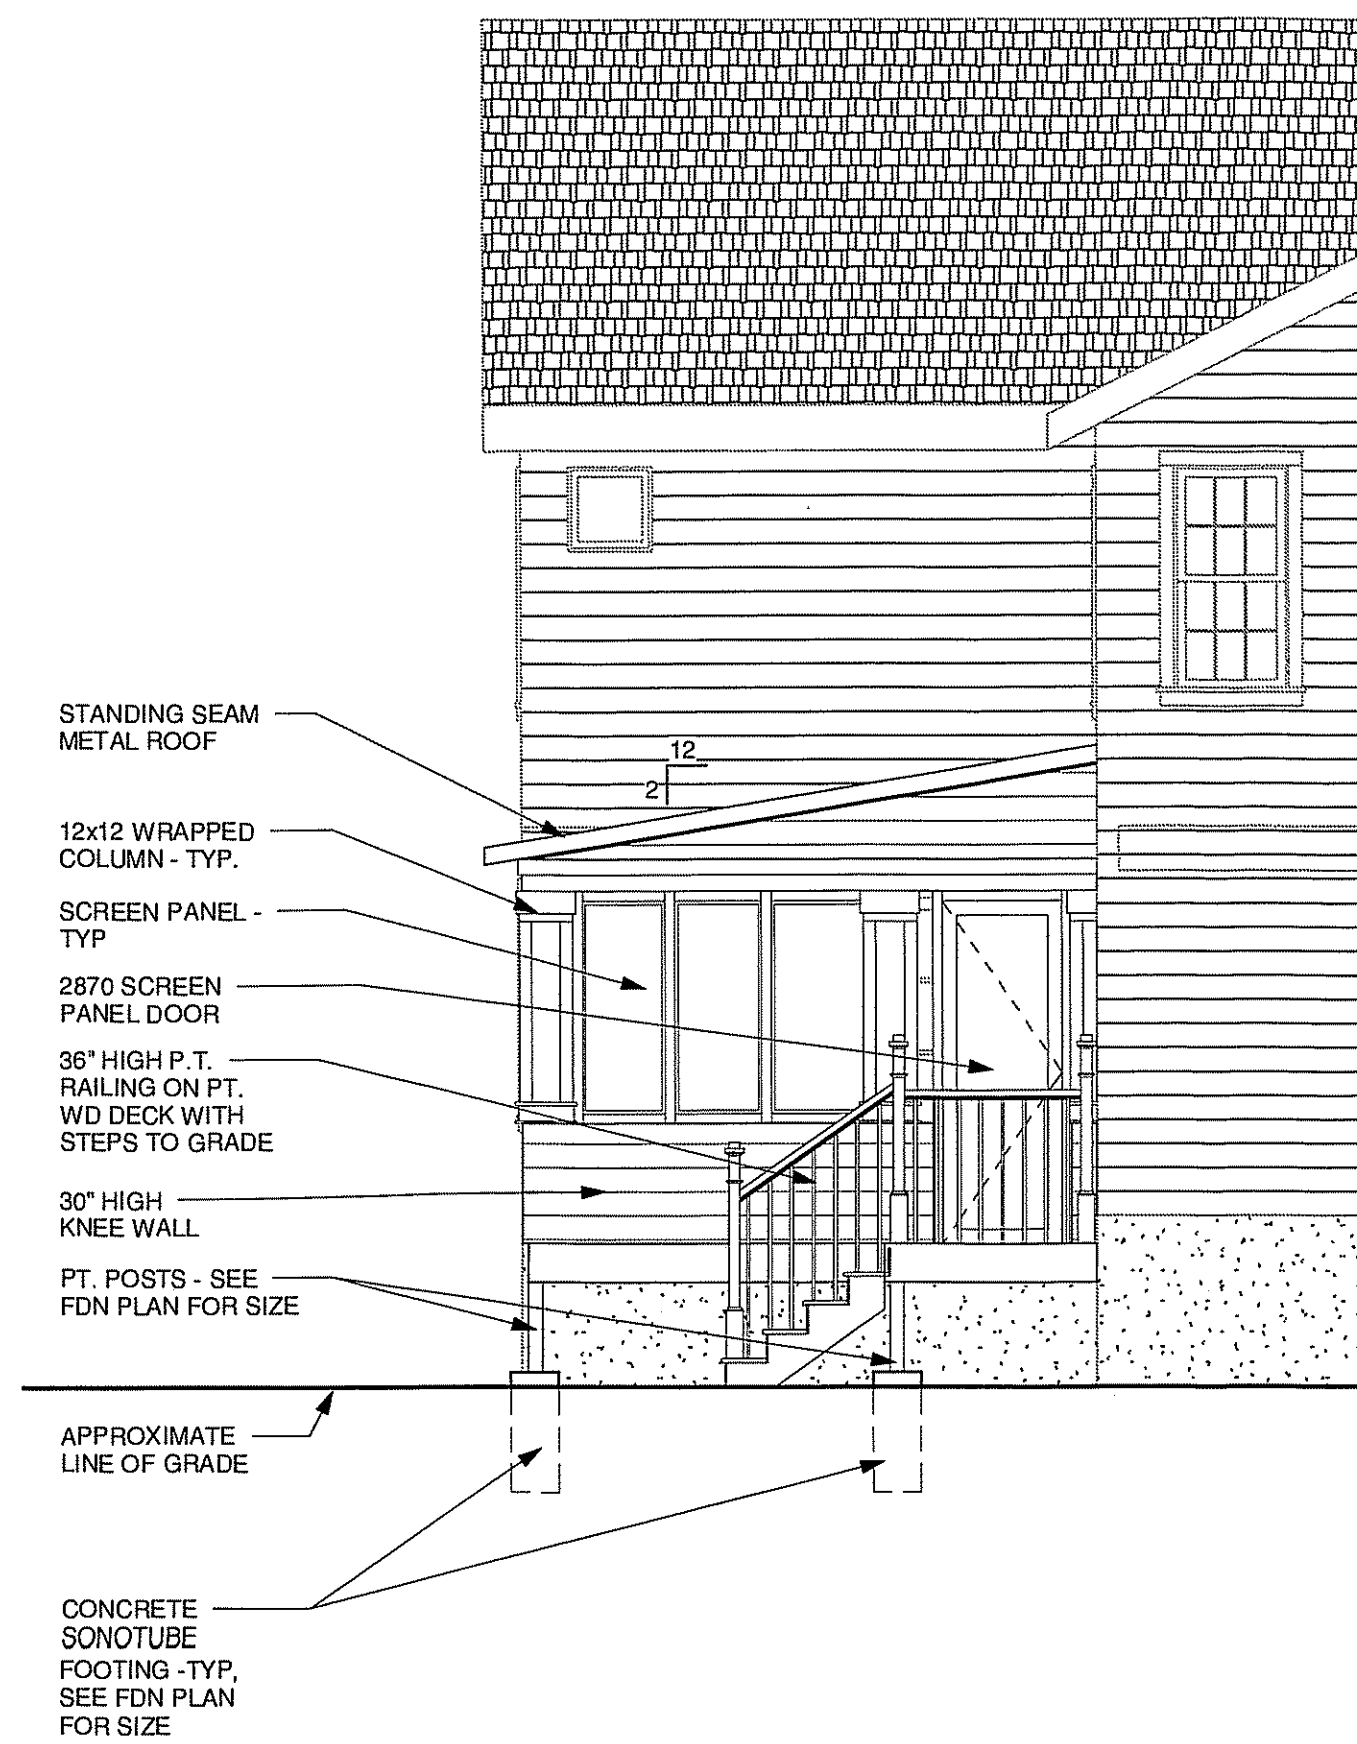 STANDING SEAM
METAL ROOF
12
2
12x12 WRAPPED
COLUMN - TYP.
SCREEN PANEL -
TYP
2870 SCREEN
PANEL DOOR
36" HIGH P.T.
RAILING ON PT.
WD DECK WITH
STEPS TO GRADE
30" HIGH
KNEE WALL
PT. POSTS - SEE
FDN PLAN FOR SIZE
APPROXIMATE
LINE OF GRADE
CONCRETE
SONOTUBE
FOOTING -TYP,
SEE FDN PLAN
FOR SIZE